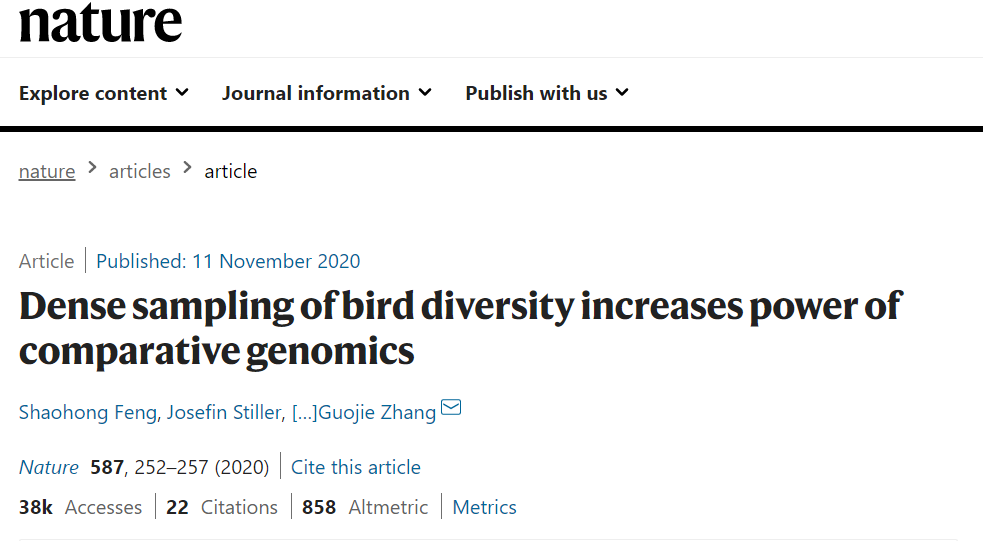 nature
Explore content Journal information Publish with us
nature > articles > article
Article | Published: 11 November 2020
Dense sampling of bird diversity increases power of
comparative genomics
Shaohong Feng, Josefin Stiller, [...]Guojie Zhang
Nature 587, 252–257 (2020) | Cite this article
38k Accesses | 22 Citations | 858 Altmetric | Metrics